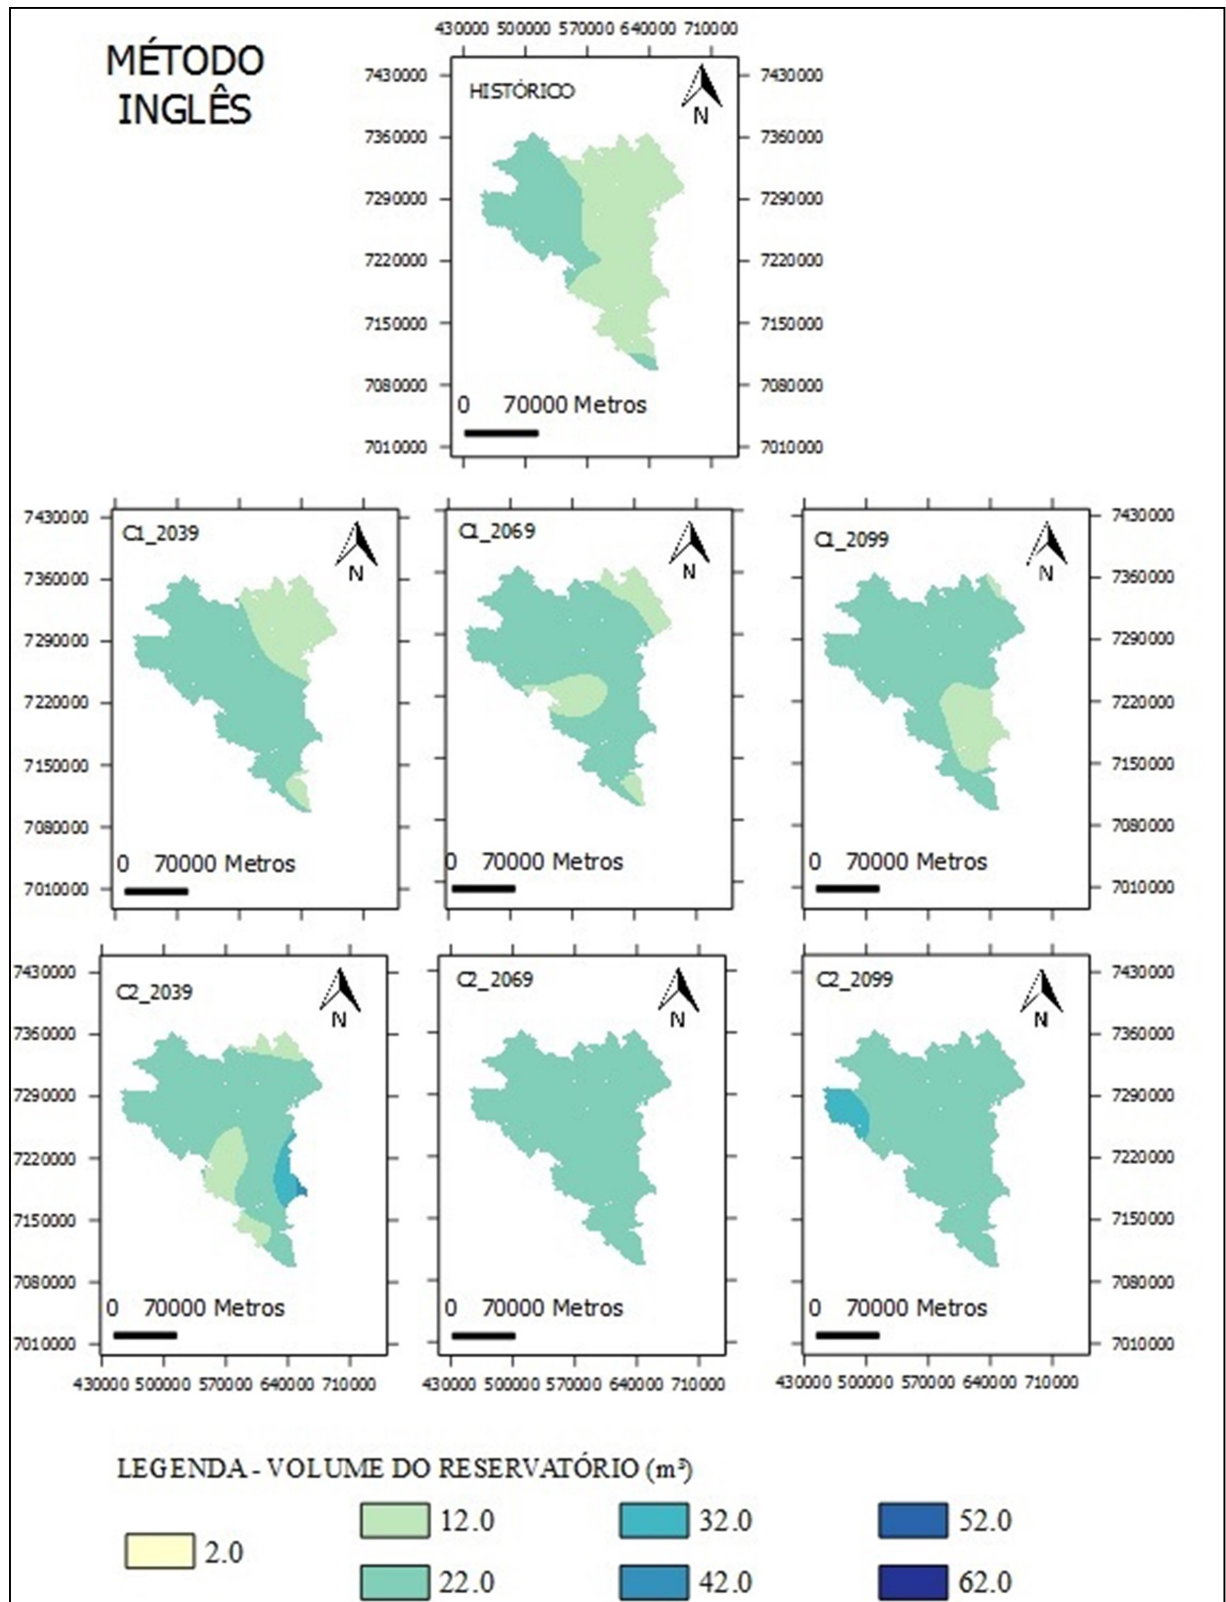 MÉTODO
INGLÊS
430000 500000 570000 640000 710000
HISTÓRICO
N
7430000 7430000
7360000 7360000
7290000 7290000
7220000 7220000
7150000 7150000
7080000 7080000
7010000 7010000
0 70000 Metros
C1_2039 C1_2069 C1_2099
N N N
7430000 7430000
7360000 7360000
7290000 7290000
7220000 7220000
7150000 7150000
7080000 7080000
7010000 7010000
0 70000 Metros 0 70000 Metros 0 70000 Metros
C2_2039 C2_2069 C2_2099
N N N
7430000 7430000
7360000 7360000
7290000 7290000
7220000 7220000
7150000 7150000
7080000 7080000
7010000 7010000
0 70000 Metros 0 70000 Metros 0 70000 Metros
430000 500000 570000 640000 710000 430000 500000 570000 640000 710000 430000 500000 570000 640000 710000
LEGENDA - VOLUME DO RESERVATÓRIO (m³)
2.0
12.0 32.0 52.0
22.0 42.0 62.0